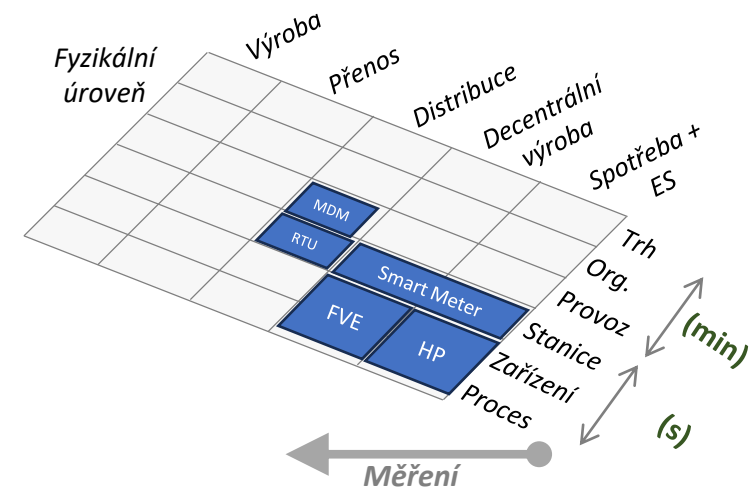 Fyzikální
úroveň
Výroba
Přenos
Distribuce
Decentrální
výroba
Spotřeba +
ES
Trh
Org.
Provoz
Stanice
Zařízení
Proces
MDM
RTU
Smart Meter
FVE
HP
(min)
(s)
Měření